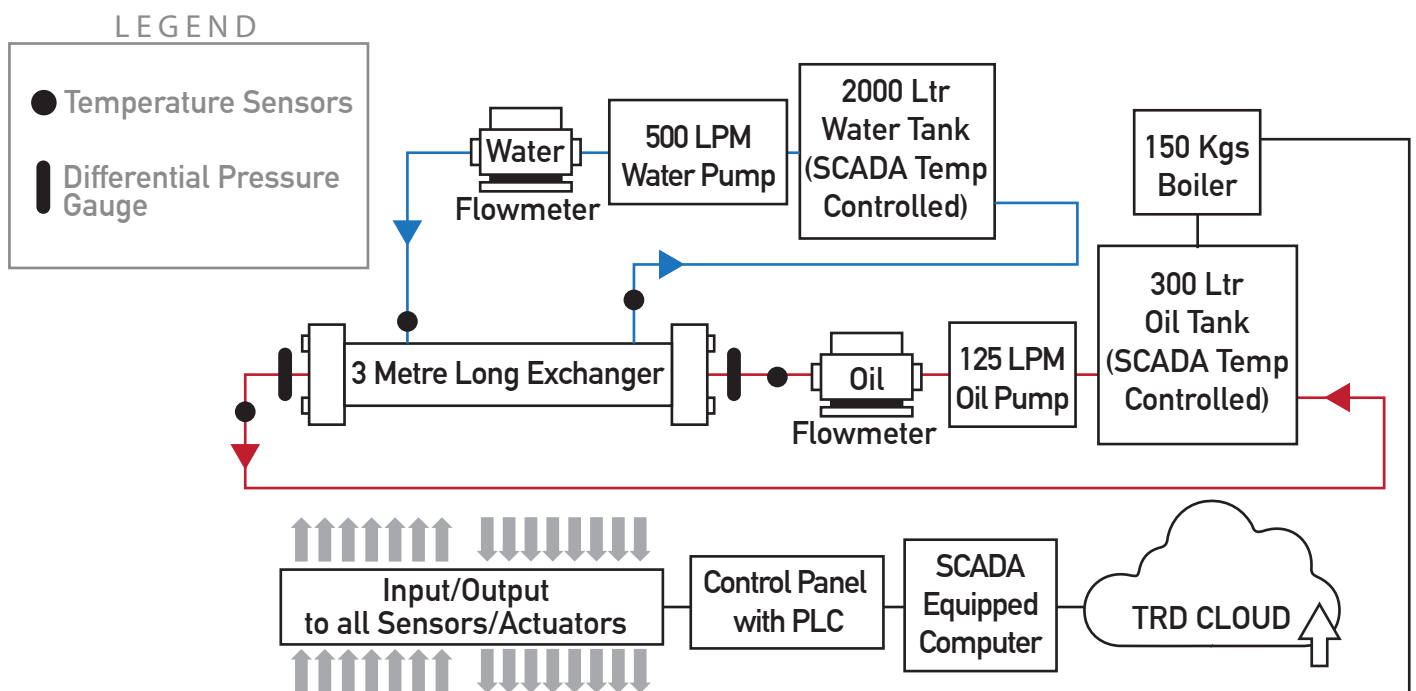 LEGEND
Temperature Sensors
Differential Pressure
Gauge
Water
Flowmeter
500 LPM
Water Pump
2000 Ltr
Water Tank
(SCADA Temp
Controlled)
150 Kgs
Boiler
3 Metre Long Exchanger
Oil
Flowmeter
125 LPM
Oil Pump
300 Ltr
Oil Tank
(SCADA Temp
Controlled)
Input/Output
to all Sensors/Actuators
Control Panel
with PLC
SCADA
Equipped
Computer
TRD CLOUD